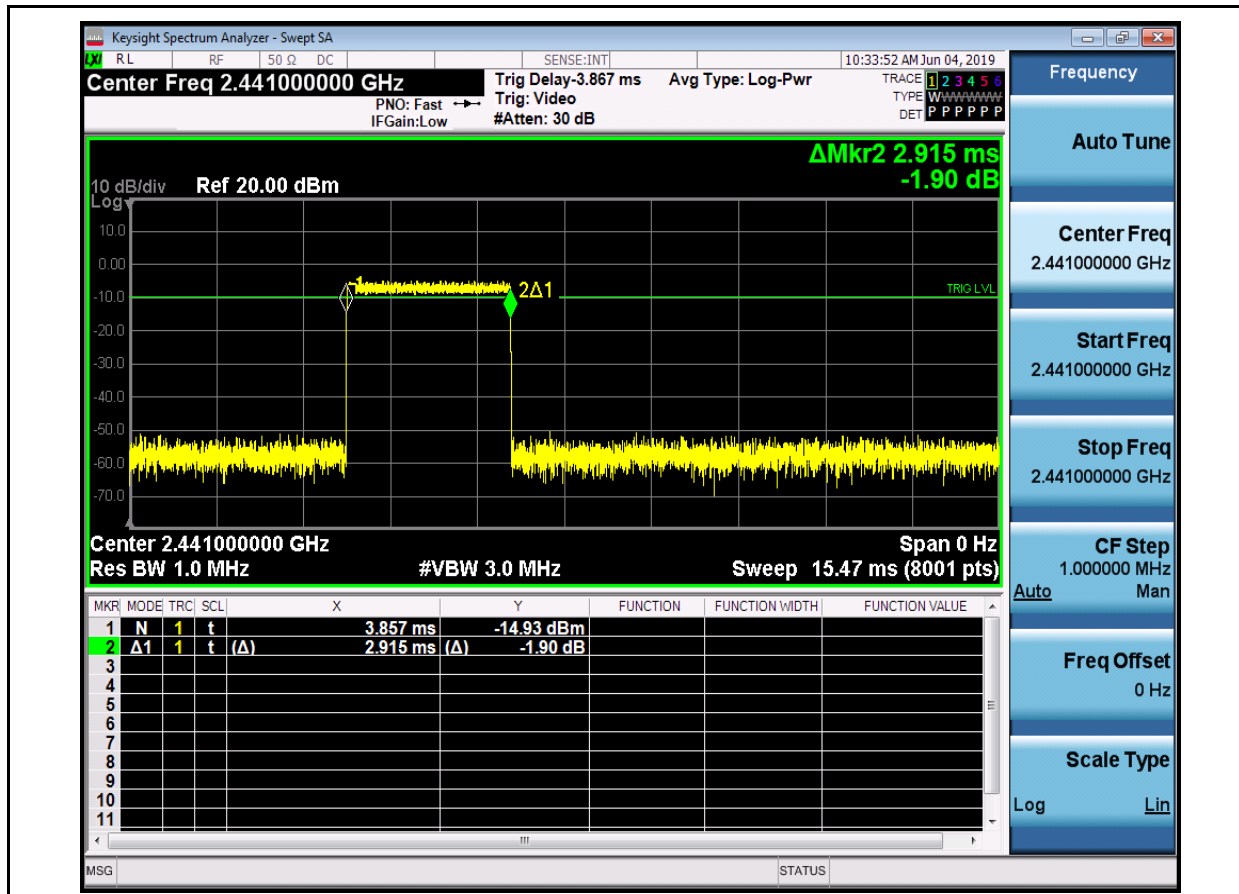 Keysight Spectrum Analyzer - Swept SA
LXI RL RF 50 Ω DC SENSE:INT 10:33:52 AM Jun 04, 2019
Center Freq 2.441000000 GHz
PNO: Fast
IFGain:Low
Trig Delay-3.867 ms
Trig: Video
#Atten: 30 dB
Avg Type: Log-Pwr
TRACE 1 2 3 4 5 6
TYPE WWWWWW
DET P P P P P P
ΔMkr2 2.915 ms
-1.90 dB
10 dB/div Ref 20.00 dBm
Log
10.0
0.00
-10.0
-20.0
-30.0
-40.0
-50.0
-60.0
-70.0
1
2Δ1
TRIG LVL
Center 2.441000000 GHz Span 0 Hz
Res BW 1.0 MHz #VBW 3.0 MHz Sweep 15.47 ms (8001 pts)
MKR MODE TRC SCL X Y FUNCTION FUNCTION WIDTH FUNCTION VALUE
1 N 1 t 3.857 ms -14.93 dBm
2 Δ1 1 t (Δ) 2.915 ms (Δ) -1.90 dB
3
4
5
6
7
8
9
10
11
MSG STATUS
Frequency
Auto Tune
Center Freq
2.441000000 GHz
Start Freq
2.441000000 GHz
Stop Freq
2.441000000 GHz
CF Step
1.000000 MHz
Auto Man
Freq Offset
0 Hz
Scale Type
Log Lin